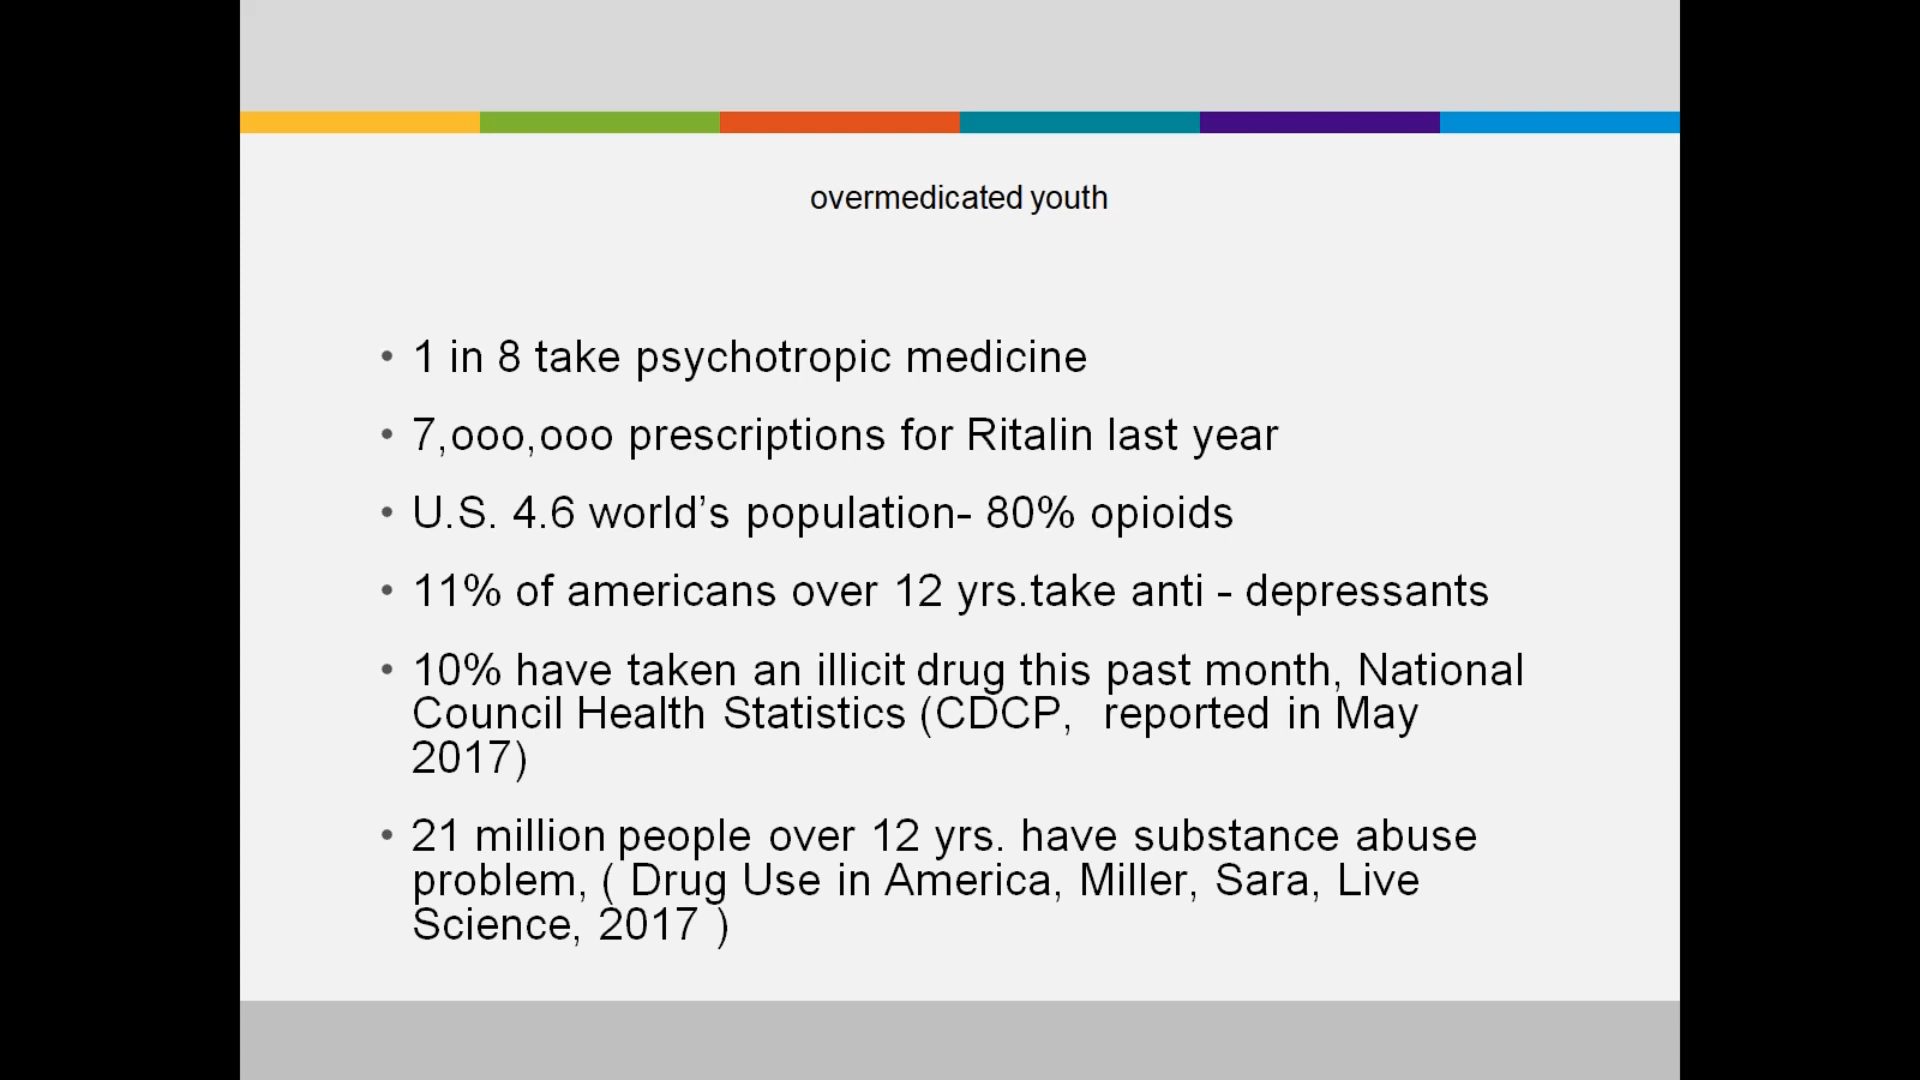 overmedicated youth
• 1 in 8 take psychotropic medicine
• 7,ooo,ooo prescriptions for Ritalin last year
• U.S. 4.6 world’s population- 80% opioids
• 11% of americans over 12 yrs.take anti - depressants
• 10% have taken an illicit drug this past month, National
Council Health Statistics (CDCP, reported in May
2017)
• 21 million people over 12 yrs. have substance abuse
problem, ( Drug Use in America, Miller, Sara, Live
Science, 2017 )